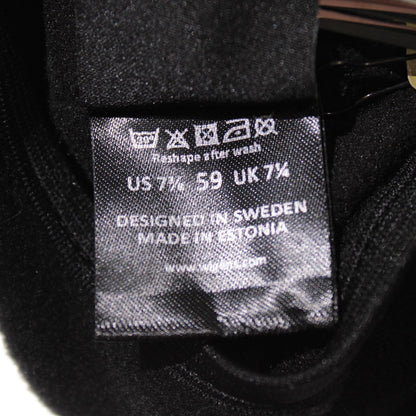 Reshape after wash
US 7⅜ 59 UK 7¼
DESIGNED IN SWEDEN
MADE IN ESTONIA